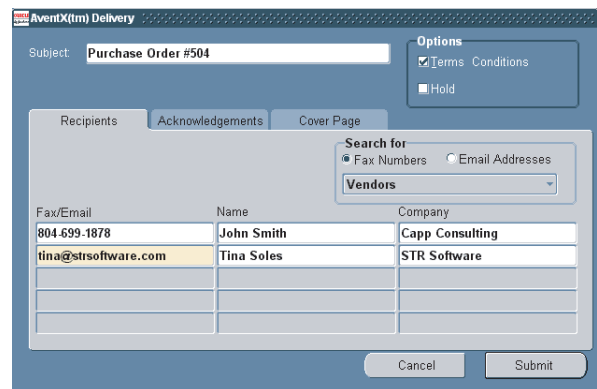 AventX(tm) Delivery
Subject: Purchase Order #504
Options
Terms Conditions
Hold
Recipients Acknowledgements Cover Page
Search for
Fax Numbers Email Addresses
Vendors
Fax/Email Name Company
804-699-1878 John Smith Capp Consulting
tina@strsoftware.com Tina Soles STR Software
Cancel Submit